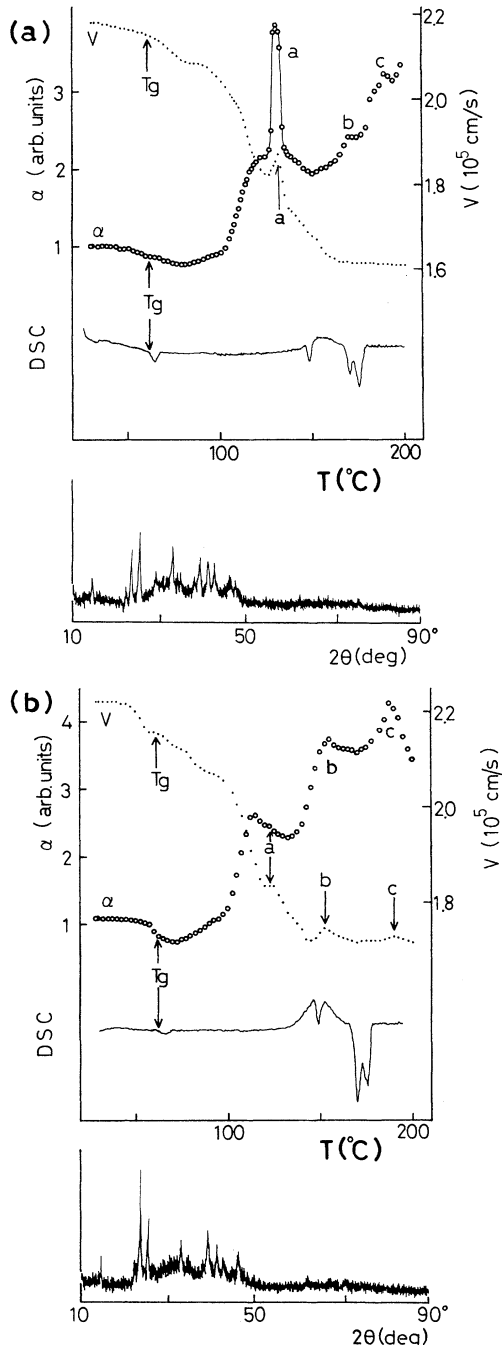 (a)
V
Tg
a
c
b
2.2
3
2.0
α (arb. units)
V (10⁵ cm/s)
2
1.8
a
α
1
Tg
1.6
DSC
100
200
T(°C)
10
50
90°
2θ(deg)
(b)
V
Tg
c
b
2.2
4
α (arb. units)
3
2.0
V (10⁵ cm/s)
2
a
b
c
1.8
α
1
Tg
DSC
100
200
T(°C)
10
50
90°
2θ(deg)